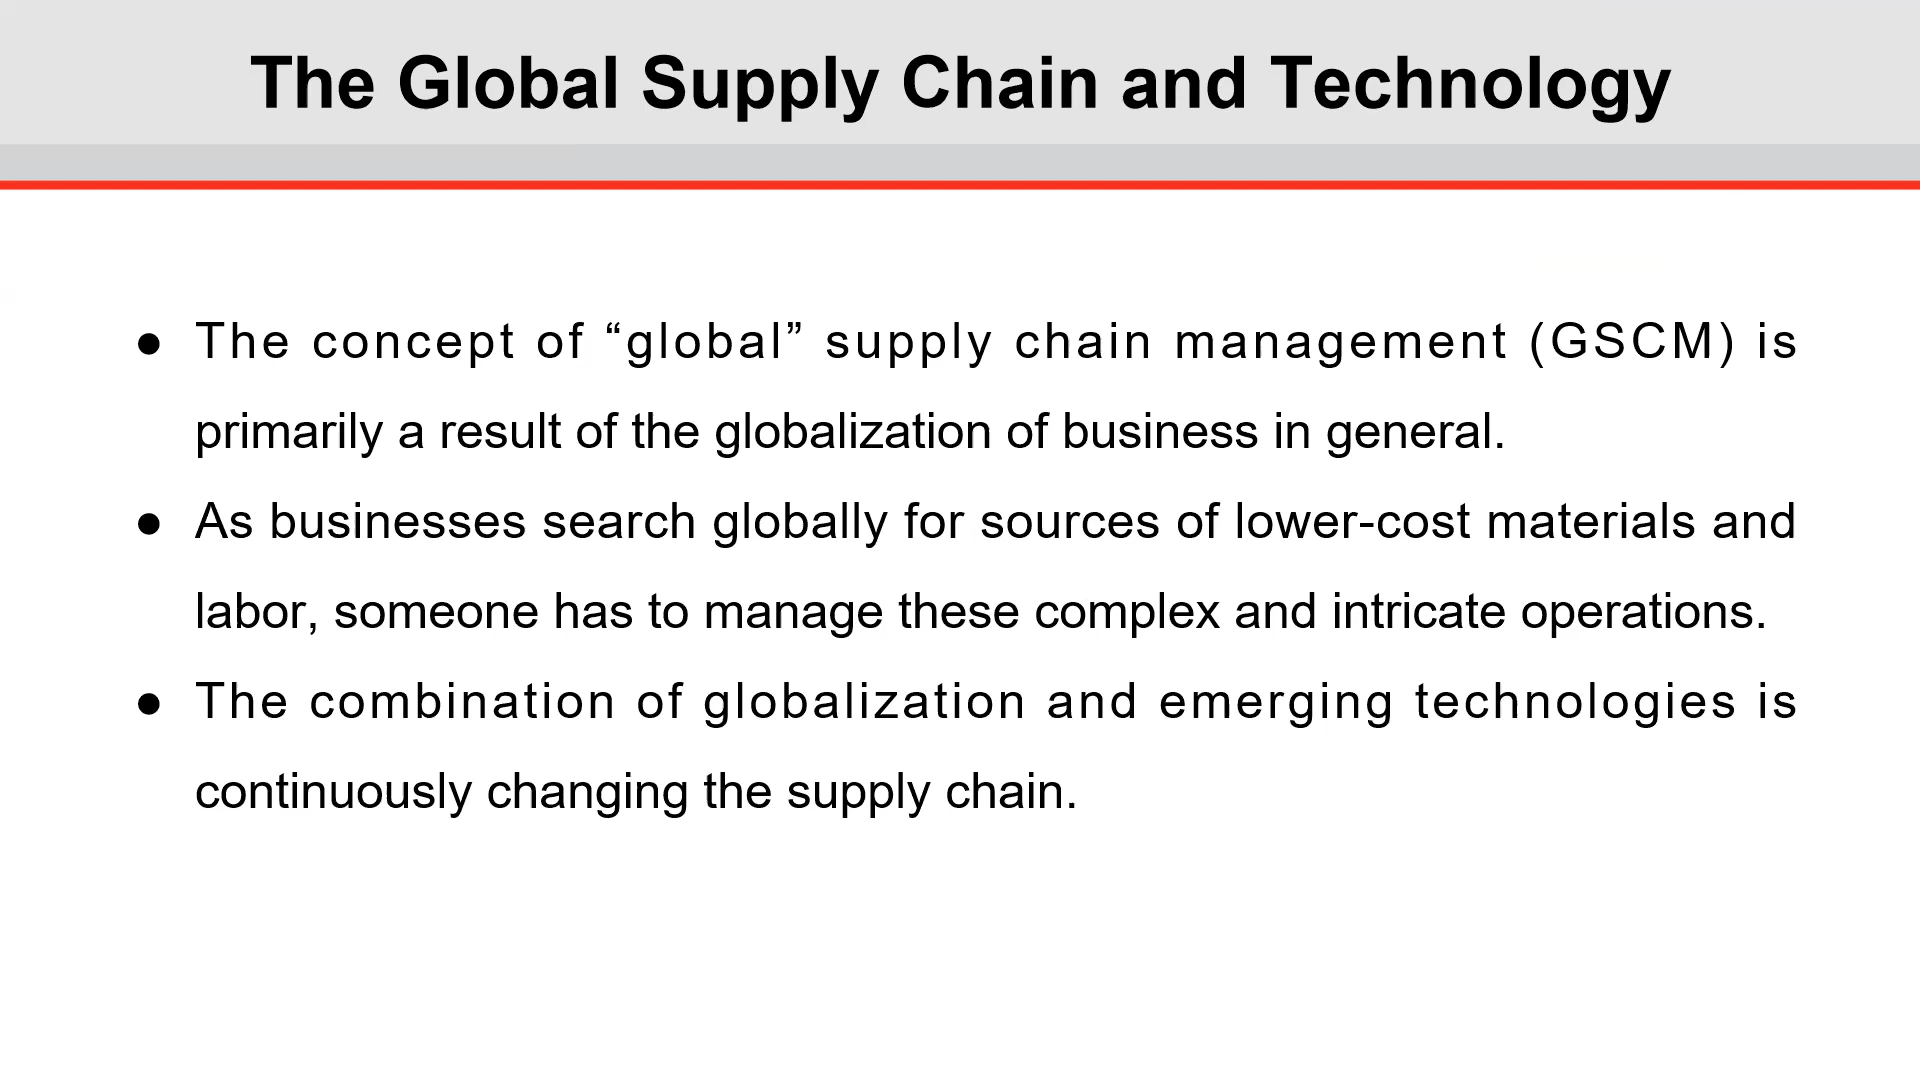 The Global Supply Chain and Technology
● The concept of “global” supply chain management (GSCM) is
primarily a result of the globalization of business in general.
● As businesses search globally for sources of lower-cost materials and
labor, someone has to manage these complex and intricate operations.
● The combination of globalization and emerging technologies is
continuously changing the supply chain.